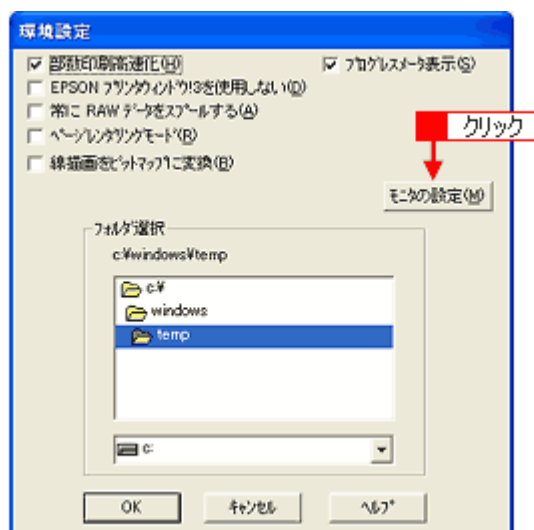 環境設定
部数印刷高速化(H)
プログレスメータ表示(S)
EPSON プリンタウィンドウ!3を使用しない(D)
常に RAW データをスプールする(A)
ページレンダリングモード(R)
線描画をビットマップに変換(B)
クリック
モニタの設定(M)
フォルダ選択
c:¥windows¥temp
c:¥
windows
temp
c:
OK
キャンセル
ヘルプ